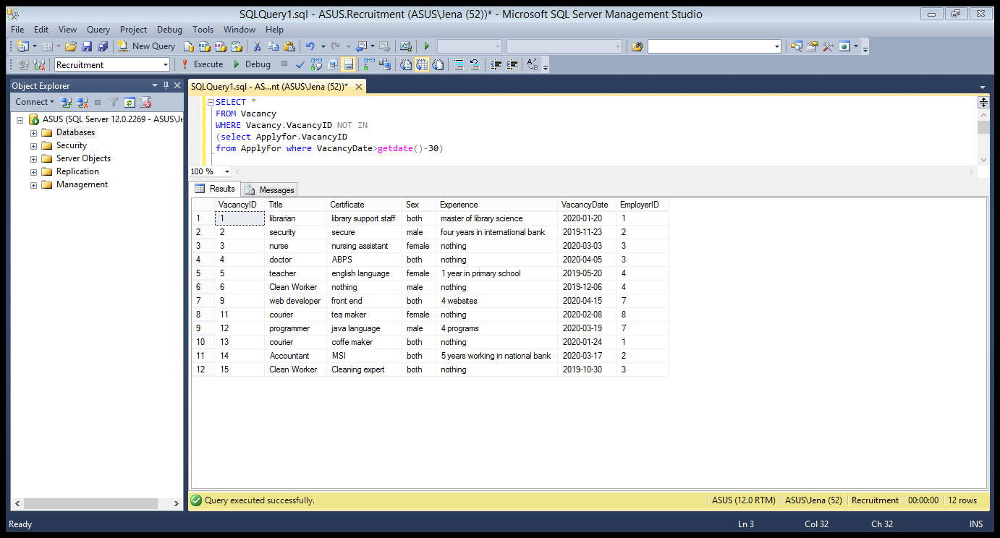 SQLQuery1.sql - ASUS.Recruitment (ASUS\Jena (52))* - Microsoft SQL Server Management Studio
File Edit View Query Project Debug Tools Window Help
New Query
Recruitment Execute Debug
Object Explorer
Connect
ASUS (SQL Server 12.0.2269 - ASUS\Je
Databases
Security
Server Objects
Replication
Management
SQLQuery1.sql - AS...nt (ASUS\Jena (52))*
SELECT *
FROM Vacancy
WHERE Vacancy.VacancyID NOT IN
(select Applyfor.VacancyID
from ApplyFor where VacancyDate>getdate()-30)
100 %
Results Messages
VacancyID Title Certificate Sex Experience VacancyDate EmployerID
1 1 librarian library support staff both master of library science 2020-01-20 1
2 2 security secure male four years in international bank 2019-11-23 2
3 3 nurse nursing assistant female nothing 2020-03-03 3
4 4 doctor ABPS both nothing 2020-04-05 3
5 5 teacher english language female 1 year in primary school 2019-05-20 4
6 6 Clean Worker nothing male nothing 2019-12-06 4
7 9 web developer front end both 4 websites 2020-04-15 7
8 11 courier tea maker female nothing 2020-02-08 8
9 12 programmer java language male 4 programs 2020-03-19 7
10 13 courier coffe maker both nothing 2020-01-24 1
11 14 Accountant MSI both 5 years working in national bank 2020-03-17 2
12 15 Clean Worker Cleaning expert both nothing 2019-10-30 3
Query executed successfully. ASUS (12.0 RTM) ASUS\Jena (52) Recruitment 00:00:00 12 rows
Ready Ln 3 Col 32 Ch 32 INS